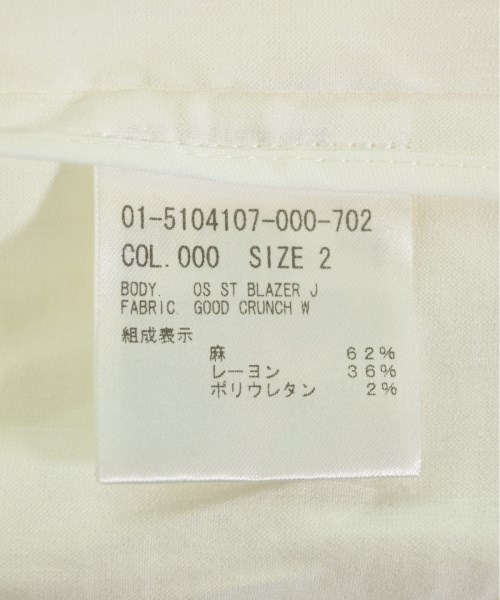 01-5104107-000-702
COL.000 SIZE 2
BODY. OS ST BLAZER J
FABRIC. GOOD CRUNCH W
組成表示
麻 62%
レーヨン 36%
ポリウレタン 2%